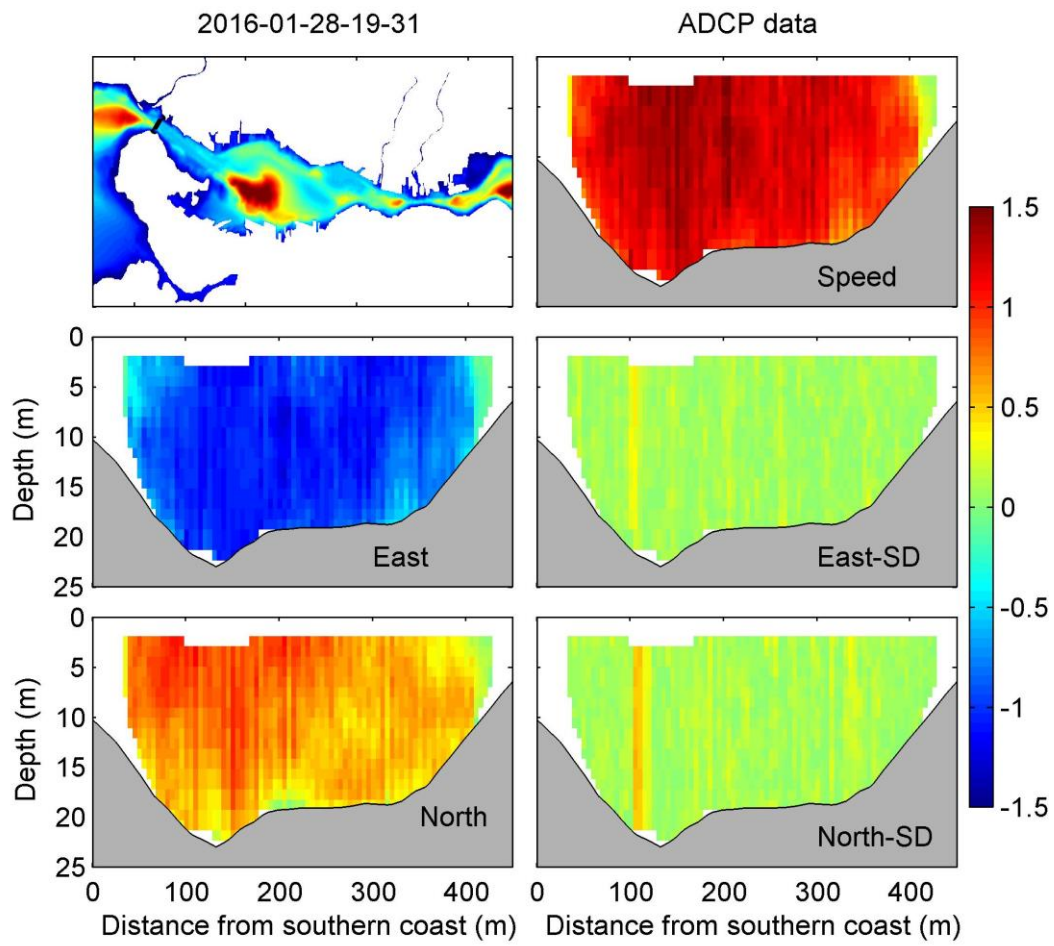 2016-01-28-19-31
ADCP data
Speed
1.5
1
0.5
0
-0.5
-1
-1.5
0
5
10
15
20
25
Depth (m)
East
East-SD
0
5
10
15
20
25
Depth (m)
North
North-SD
0 100 200 300 400
0 100 200 300 400
Distance from southern coast (m)
Distance from southern coast (m)